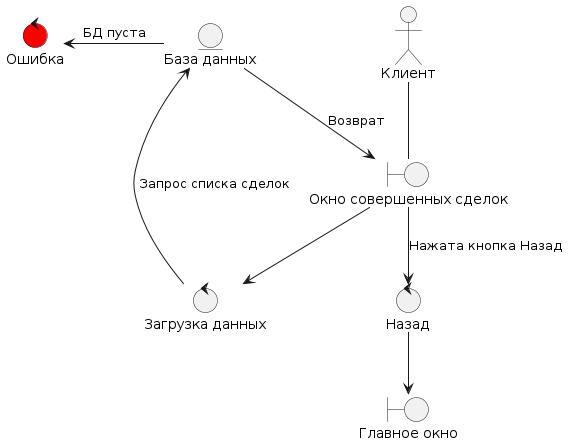 БД пуста
Ошибка
База данных
Клиент
Возврат
Запрос списка сделок
Окно совершенных сделок
Нажата кнопка Назад
Загрузка данных
Назад
Главное окно